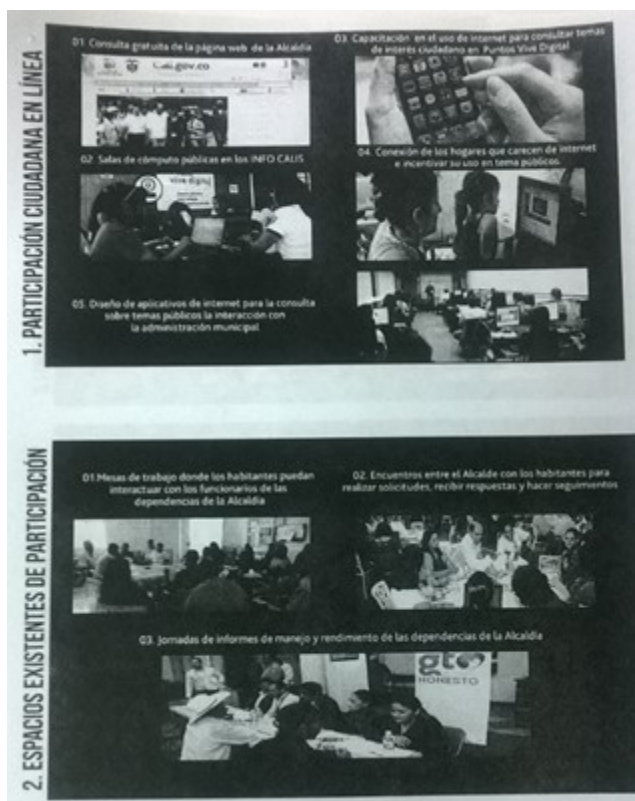 1. PARTICIPACIÓN CIUDADANA EN LÍNEA
01. Consulta gratuita de la página web de la Alcaldía
.gov.co
02. Salas de cómputo públicas en los INFO CALIS
vive digital
03. Capacitación en el uso de internet para consultar temas
de interés ciudadano en Puntos Vive Digital
04. Conexión de los hogares que carecen de internet
e incentivar su uso en tema públicos.
05. Diseño de aplicativos de internet para la consulta
sobre temas públicos la interacción con
la administración municipal
2. ESPACIOS EXISTENTES DE PARTICIPACIÓN
01.Mesas de trabajo donde los habitantes puedan
interactuar con los funcionarios de las
dependencias de la Alcaldía
02. Encuentros entre el Alcalde con los habitantes para
realizar solicitudes, recibir respuestas y hacer seguimientos
03. Jornadas de informes de manejo y rendimiento de las dependencias de la Alcaldía
gto
HONESTO